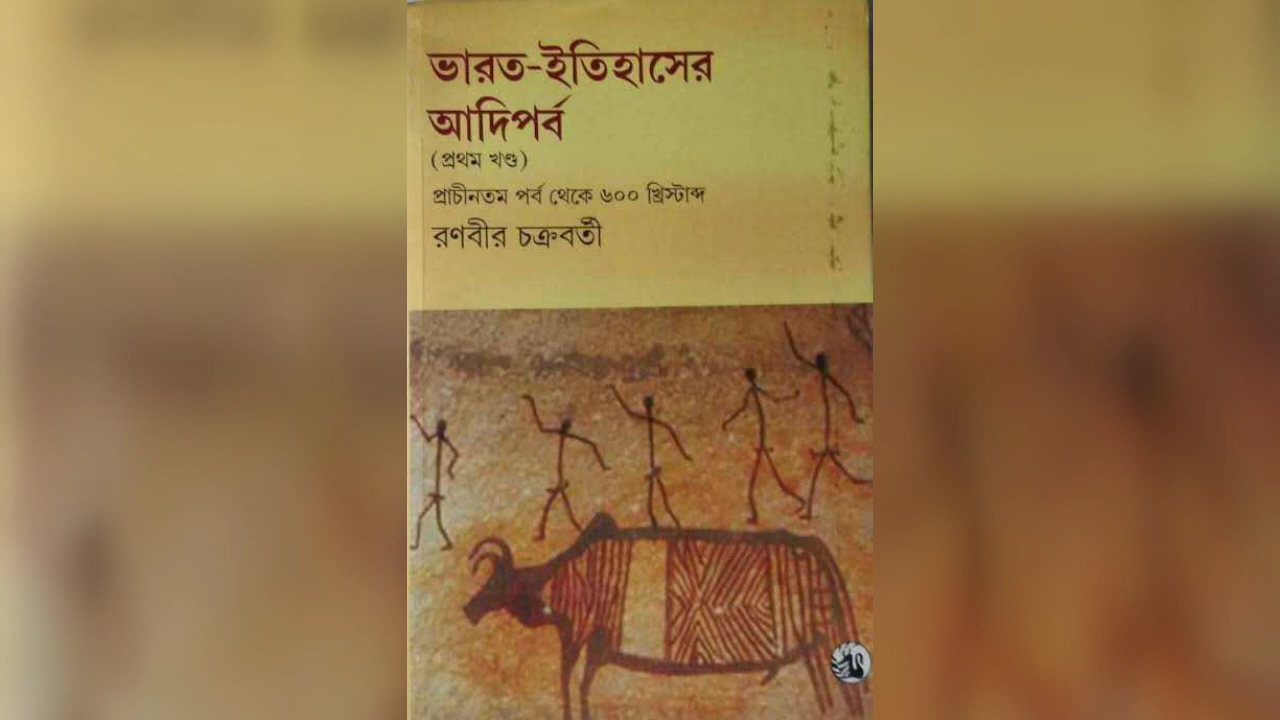 ভারত-ইতিহাসের
আদিপর্ব
(প্রথম খণ্ড)
প্রাচীনতম পর্ব থেকে ৬০০ খ্রিস্টাব্দ
রণবীর চক্রবর্তী